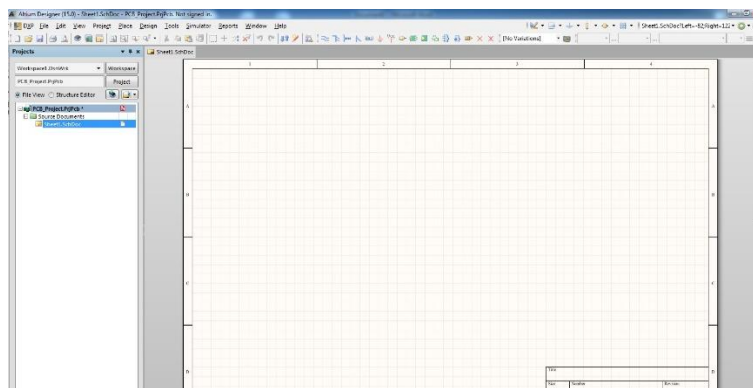 Altium Designer (15.0) - Sheet1.SchDoc - PCB_Project.PrjPcb. Not signed in.
DXP File Edit View Project Place Design Tools Simulator Reports Window Help
[No Variations]
Projects
Sheet1.SchDoc
Workspace1.DsnWrk Workspace
PCB_Project.PrjPcb Project
File View Structure Editor
PCB_Project.PrjPcb *
Source Documents
Sheet1.SchDoc
1 2 3 4
A A
B B
C C
D D
Title
Size Number Revision